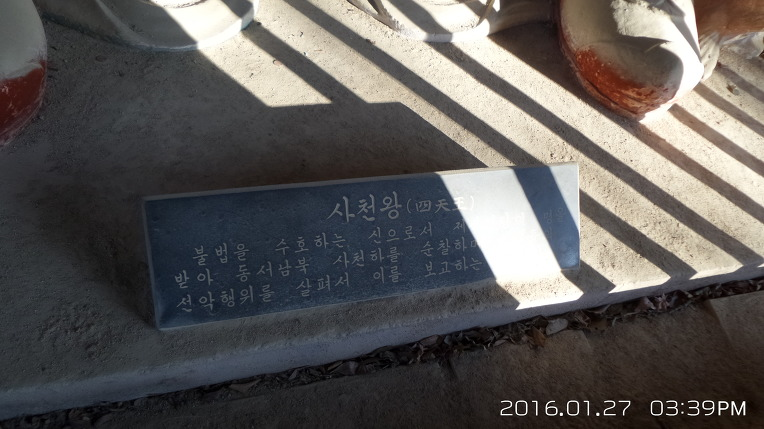 사천왕(四天王)
불법을 수호하는 신으로서
받아 동서남북 사천하를 순찰하며
선악행위를 살펴서 이를 보고하는
2016.01.27 03:39PM